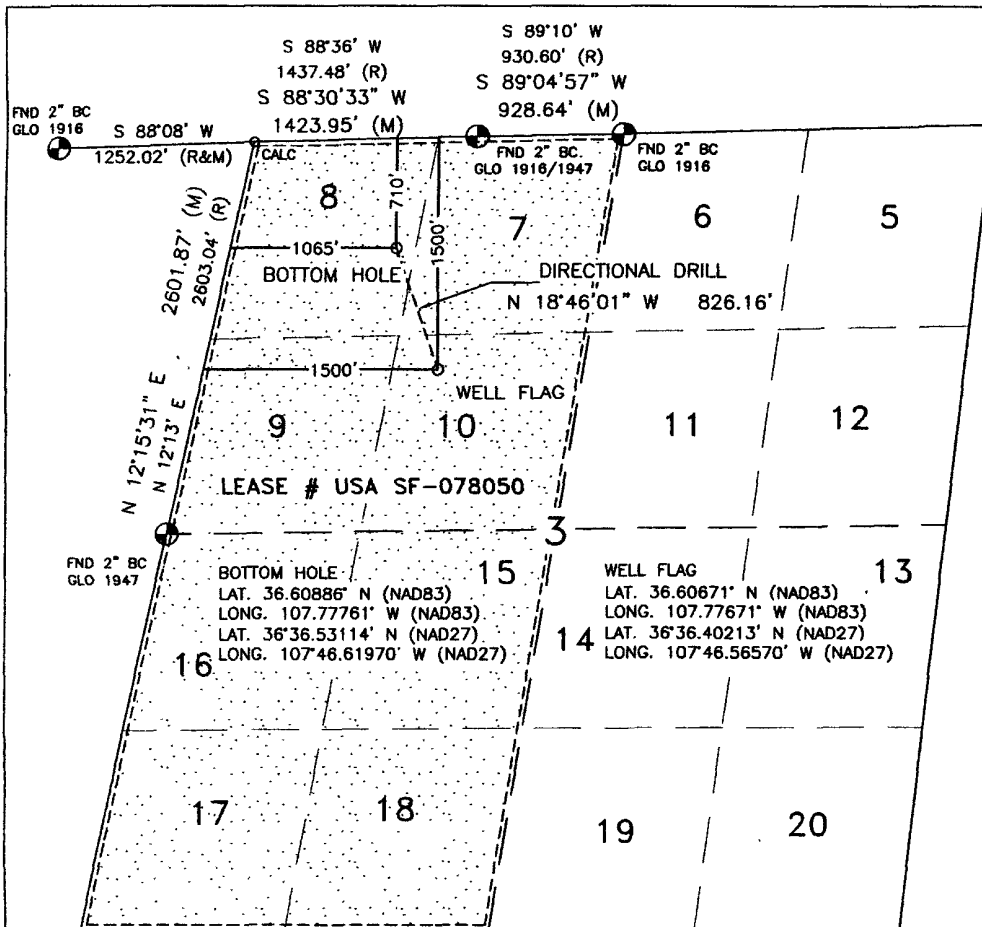 S 88°36' W
1437.48' (R)
S 88°30'33" W
1423.95' (M)
S 89°10' W
930.60' (R)
S 89°04'57" W
928.64' (M)
FND 2" BC
GLO 1916
S 88°08' W
1252.02' (R&M)
CALC
FND 2" BC.
GLO 1916/1947
FND 2" BC
GLO 1916
8
7
6
5
710'
1500'
1065'
BOTTOM HOLE
DIRECTIONAL DRILL
N 18°46'01" W 826.16'
2601.87' (M)
2603.04' (R)
1500'
WELL FLAG
N 12°15'31" E
N 12°13' E
9
10
11
12
LEASE # USA SF-078050
3
FND 2" BC
GLO 1947
15
13
BOTTOM HOLE
LAT. 36.60886° N (NAD83)
LONG. 107.77761° W (NAD83)
LAT. 36°36.53114' N (NAD27)
LONG. 107°46.61970' W (NAD27)
WELL FLAG
LAT. 36.60671° N (NAD83)
LONG. 107.77671° W (NAD83)
LAT. 36°36.40213' N (NAD27)
LONG. 107°46.56570' W (NAD27)
16
14
17
18
19
20